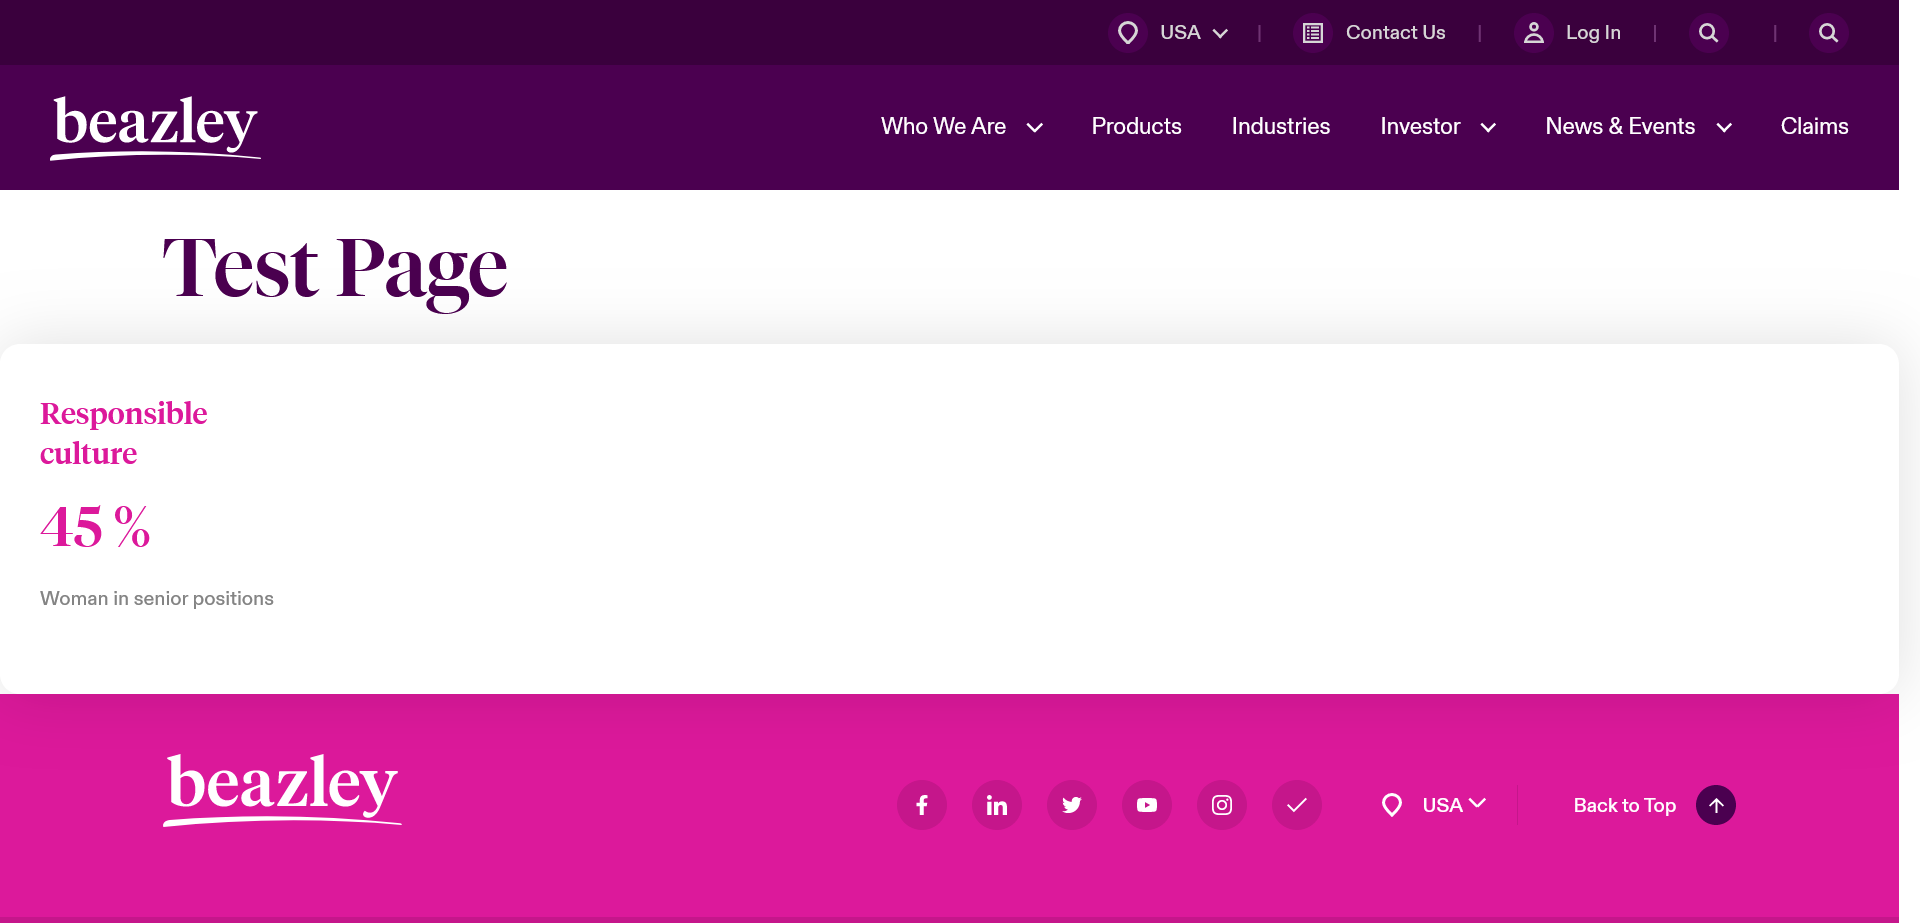 USA
Contact Us
Log In
beazley
Who We Are
Products
Industries
Investor
News & Events
Claims
Test Page
Responsible
culture
45 %
Woman in senior positions
beazley
USA
Back to Top